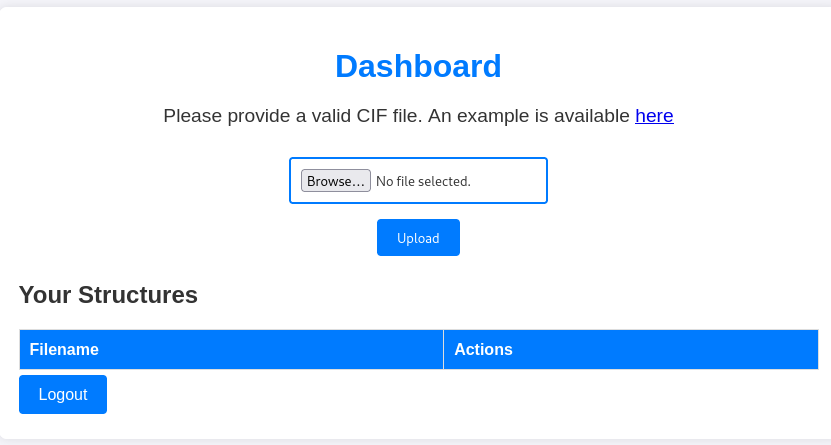 Dashboard
Please provide a valid CIF file. An example is available here
Browse... No file selected.
Upload
Your Structures
Filename Actions
Logout